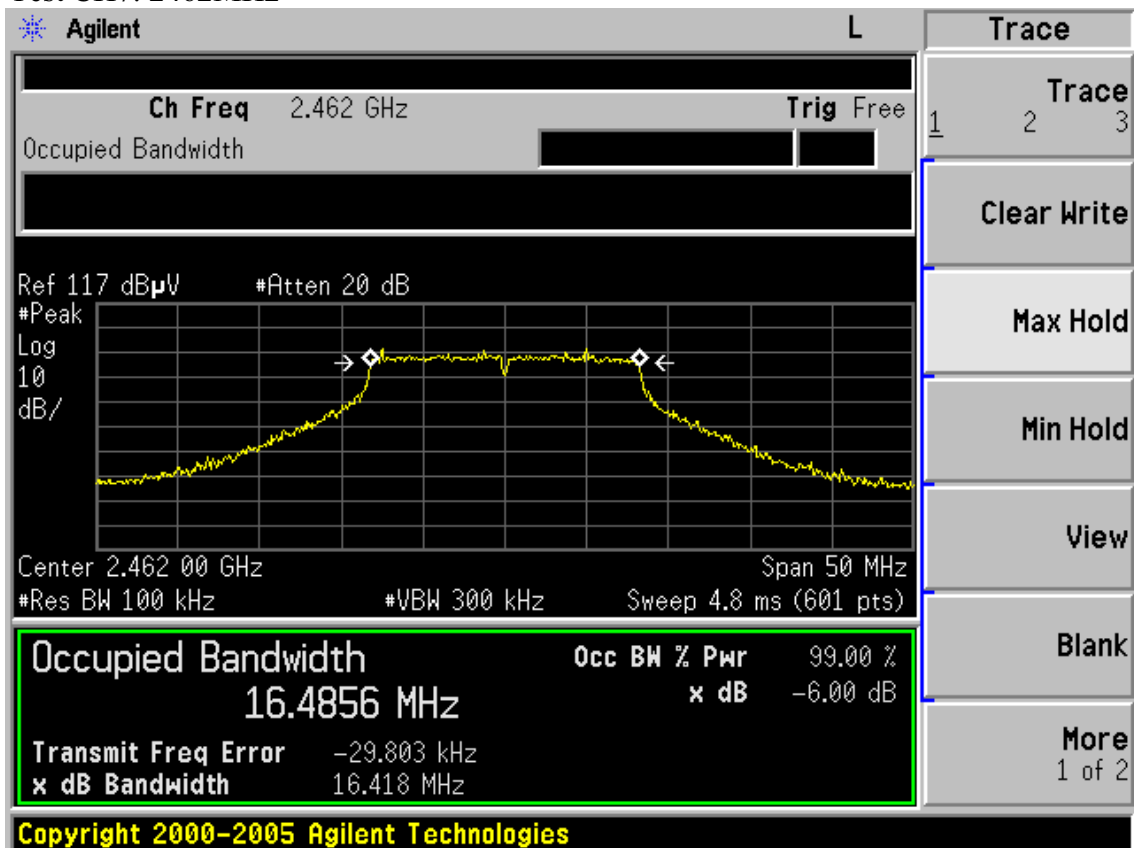 Agilent L Trace
Ch Freq 2.462 GHz Trig Free
Occupied Bandwidth
Trace
1 2 3
Clear Write
Max Hold
Min Hold
View
Blank
More
1 of 2
Ref 117 dBµV #Atten 20 dB
#Peak
Log
10
dB/
Center 2.462 00 GHz Span 50 MHz
#Res BW 100 kHz #VBW 300 kHz Sweep 4.8 ms (601 pts)
Occupied Bandwidth Occ BW % Pwr 99.00 %
16.4856 MHz x dB -6.00 dB
Transmit Freq Error -29.803 kHz
x dB Bandwidth 16.418 MHz
Copyright 2000-2005 Agilent Technologies